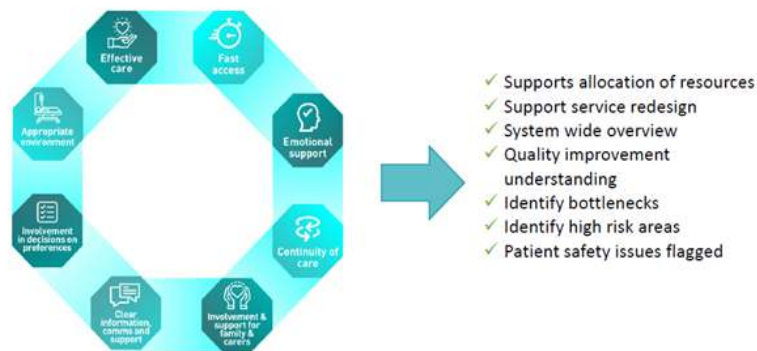 Effective
care
Fast
access
Emotional
support
Continuity of
care
Involvement &
support for
family &
carers
Clear
information,
comms and
support
Involvement
in decisions on
preferences
Appropriate
environment
Supports allocation of resources
Support service redesign
System wide overview
Quality improvement
understanding
Identify bottlenecks
Identify high risk areas
Patient safety issues flagged